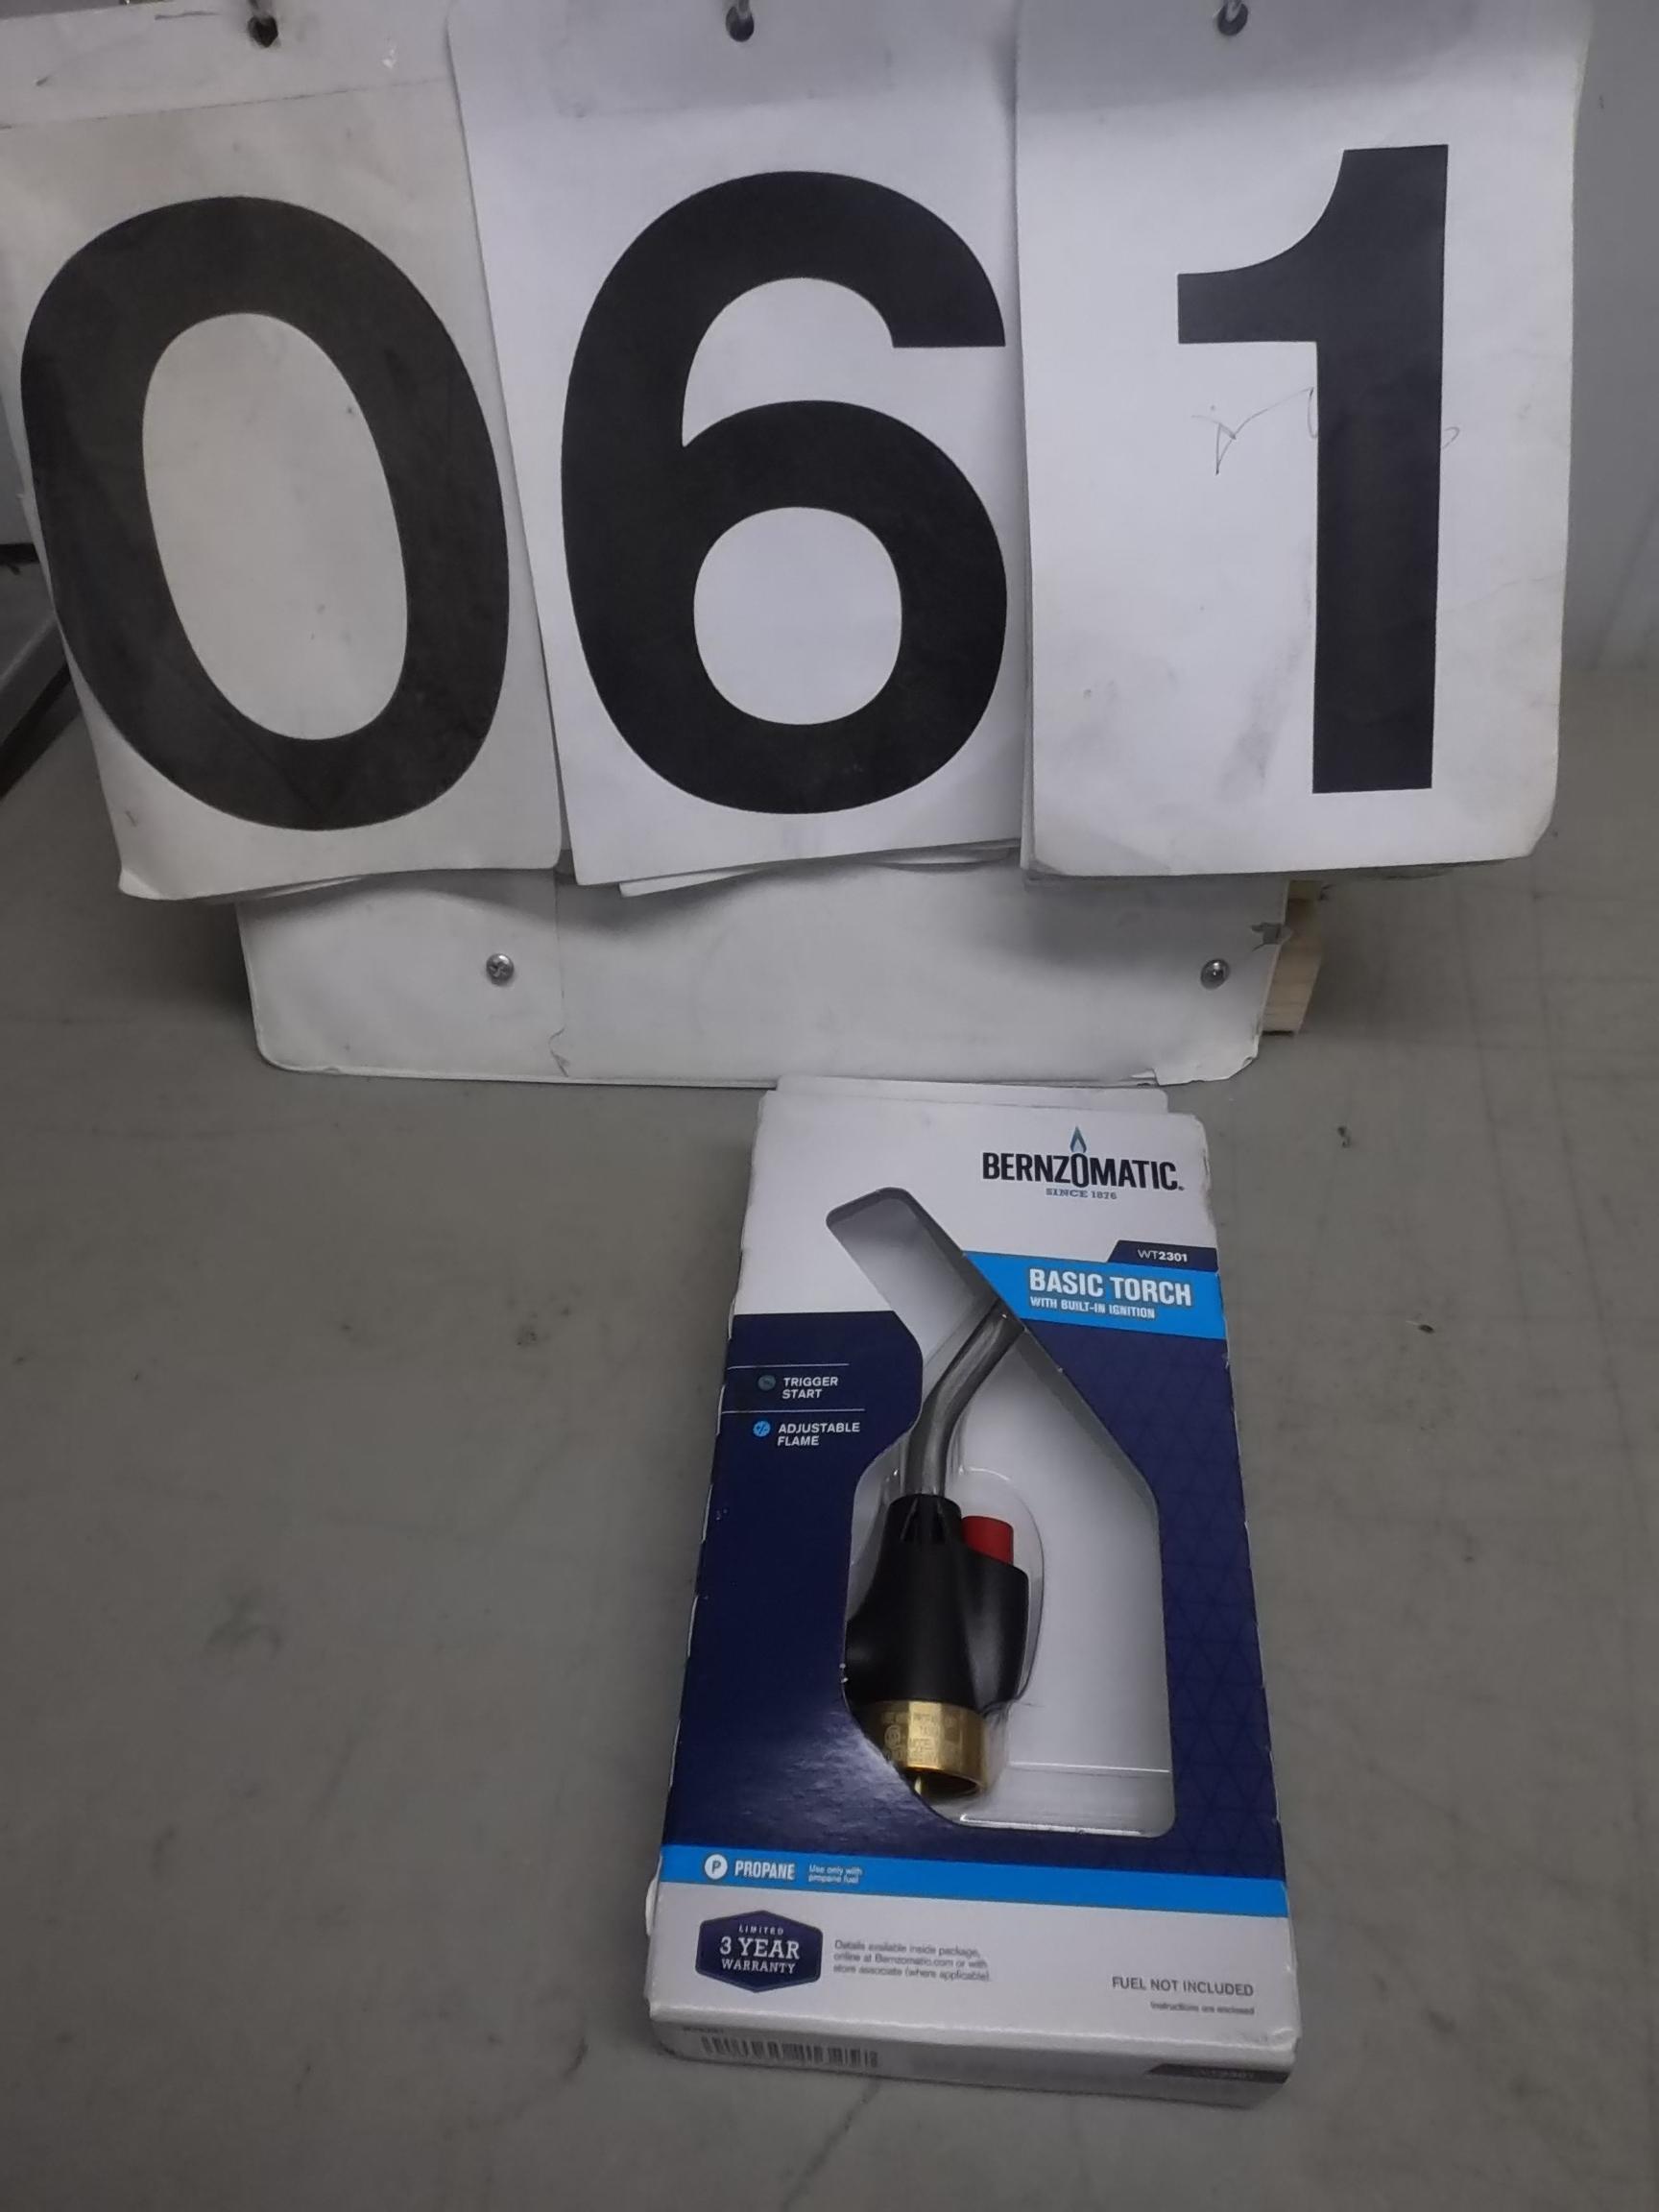 061
BERNZOMATIC®
SINCE 1876
WT2301
BASIC TORCH
WITH BUILT-IN IGNITION
TRIGGER
START
ADJUSTABLE
FLAME
P PROPANE
Use only with
propane fuel
LIMITED
3 YEAR
WARRANTY
Details available inside package,
online at Bernzomatic.com or with
store associate (where applicable).
FUEL NOT INCLUDED
Instructions are enclosed